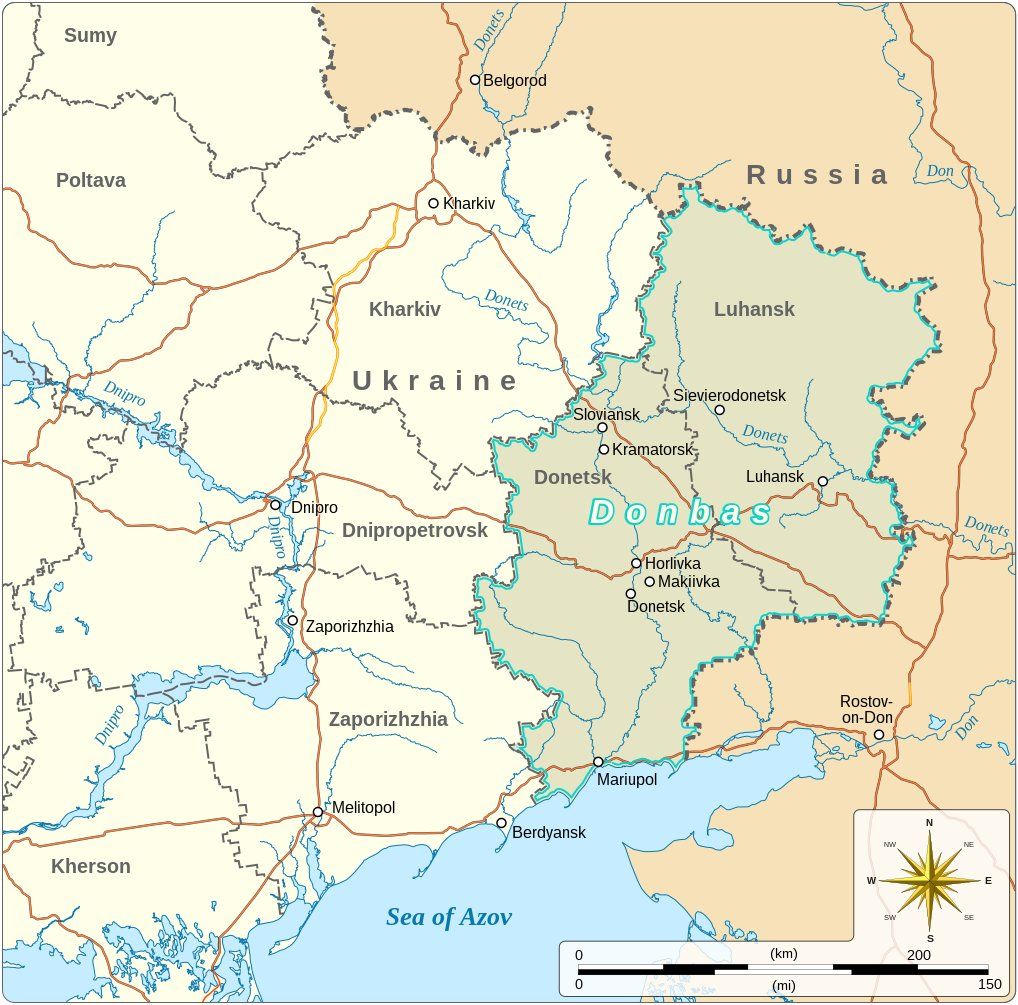 Donets
Sumy
Belgorod
Don
Poltava
Russia
Kharkiv
Donets
Kharkiv
Luhansk
Ukraine
Dnipro
Sievierodonetsk
Sloviansk
Donets
Kramatorsk
Luhansk
Donetsk
Dnipro
Donbas
Dnipropetrovsk
Donets
Dnipro
Horlivka
Makiivka
Donetsk
Zaporizhzhia
Rostov-
on-Don
Dnipro
Zaporizhzhia
Don
Mariupol
Melitopol
Berdyansk
Kherson
Sea of Azov
N
NW
NE
W
E
SW
SE
S
0
(km)
200
0
(mi)
150